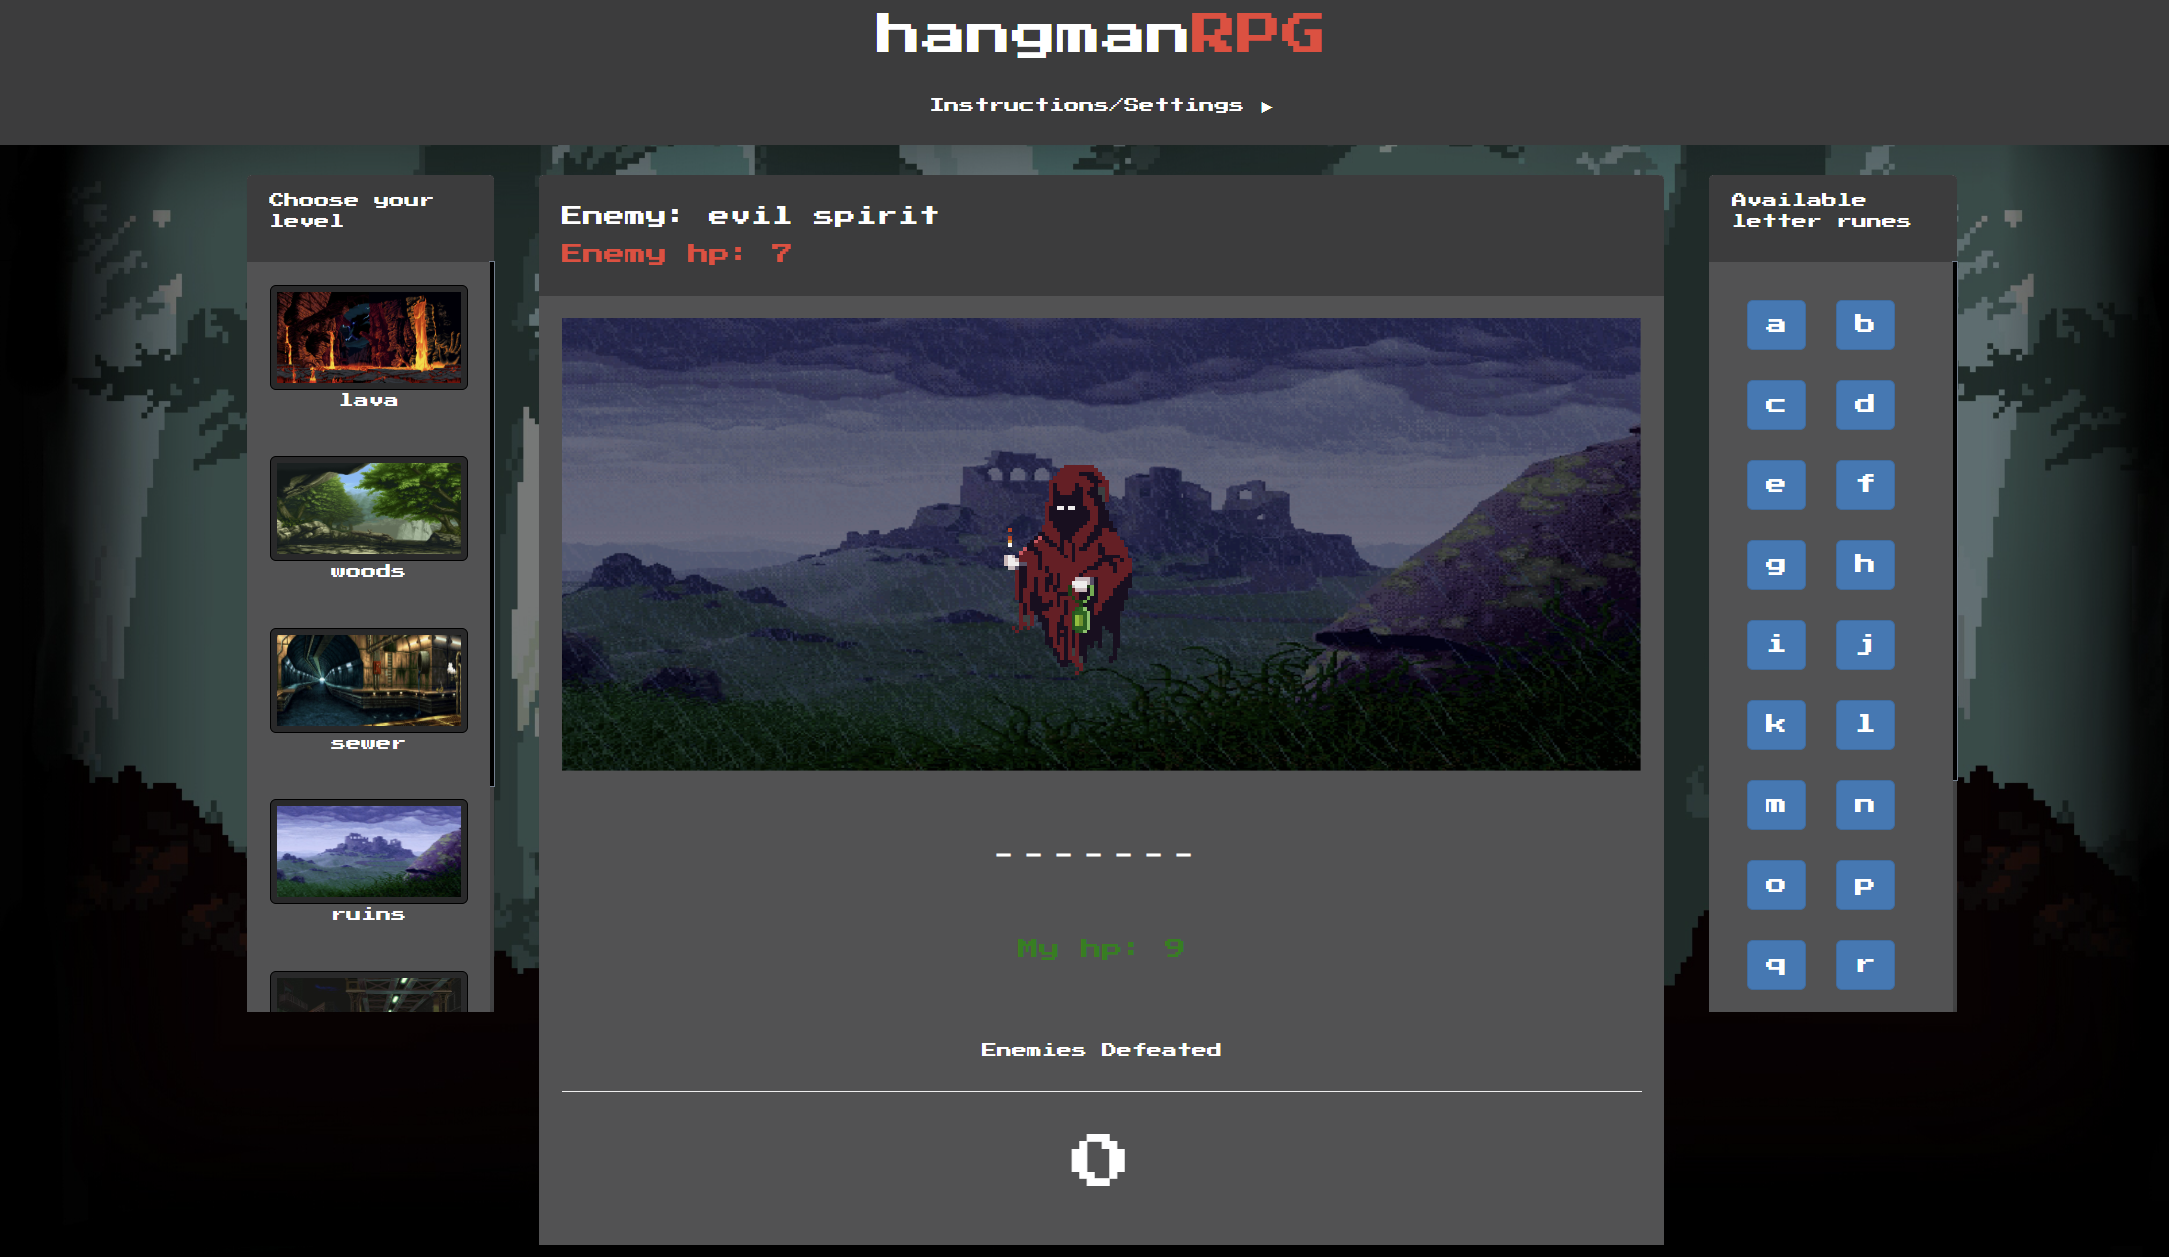 hangmanRPG
Instructions/Settings ▶
Choose your
level
lava
woods
sewer
ruins
Enemy: evil spirit
Enemy hp: 7
_ _ _ _ _ _ _
My hp: 9
Enemies Defeated
0
Available
letter runes
a b
c d
e f
g h
i j
k l
m n
o p
q r